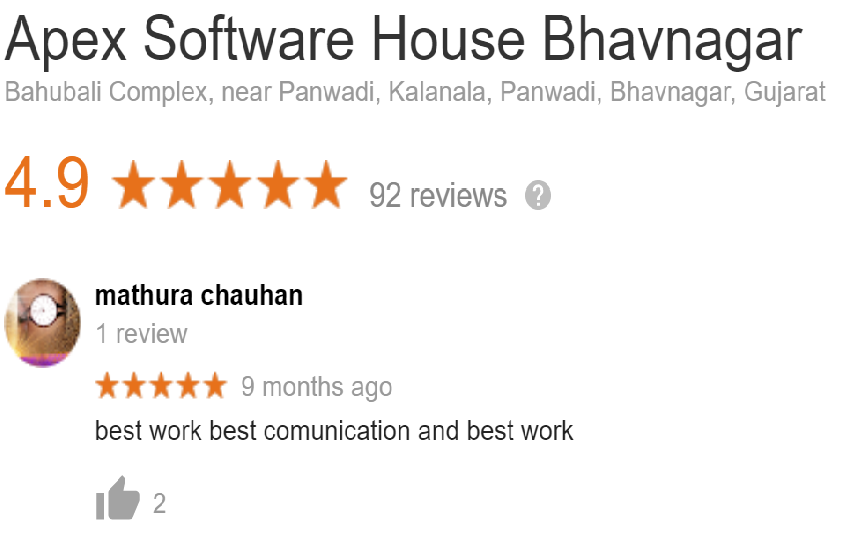 Apex Software House Bhavnagar
Bahubali Complex, near Panwadi, Kalanala, Panwadi, Bhavnagar, Gujarat
4.9 92 reviews ?
mathura chauhan
1 review
9 months ago
best work best comunication and best work
2